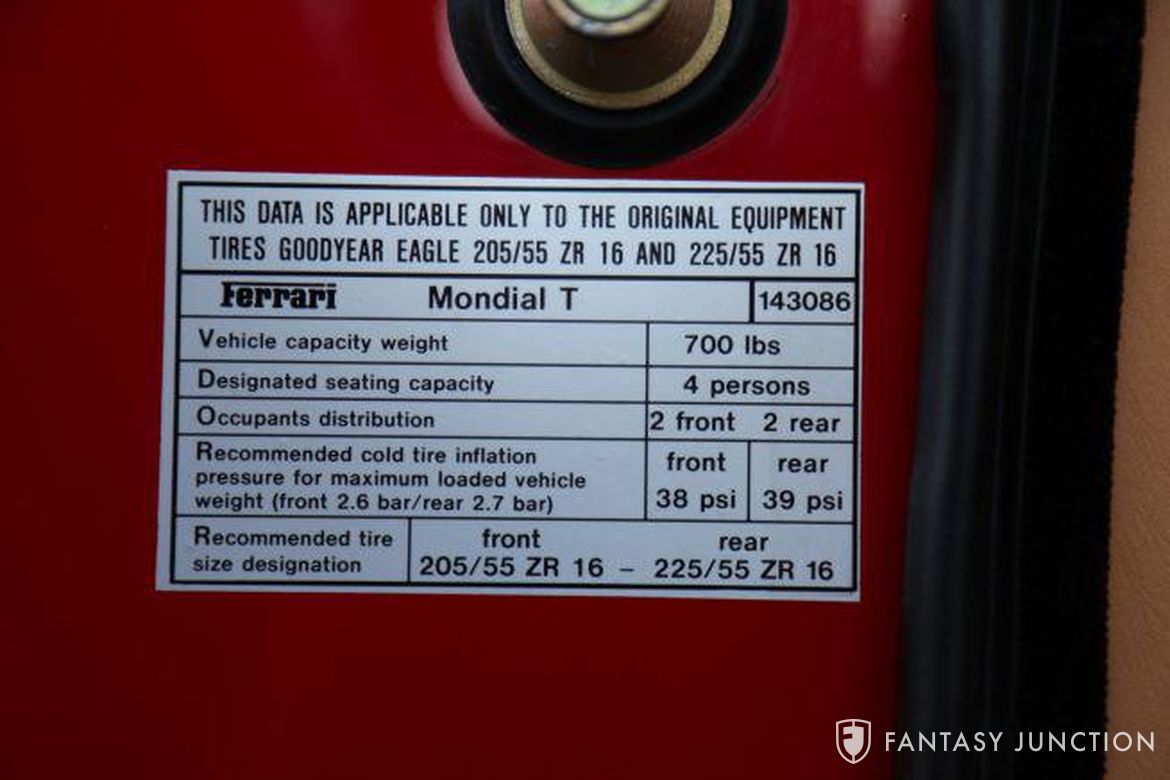 THIS DATA IS APPLICABLE ONLY TO THE ORIGINAL EQUIPMENT
TIRES GOODYEAR EAGLE 205/55 ZR 16 AND 225/55 ZR 16
Ferrari Mondial T 143086
Vehicle capacity weight 700 lbs
Designated seating capacity 4 persons
Occupants distribution 2 front 2 rear
Recommended cold tire inflation
pressure for maximum loaded vehicle
weight (front 2.6 bar/rear 2.7 bar)
front rear
38 psi 39 psi
Recommended tire
size designation
front rear
205/55 ZR 16 – 225/55 ZR 16
FANTASY JUNCTION